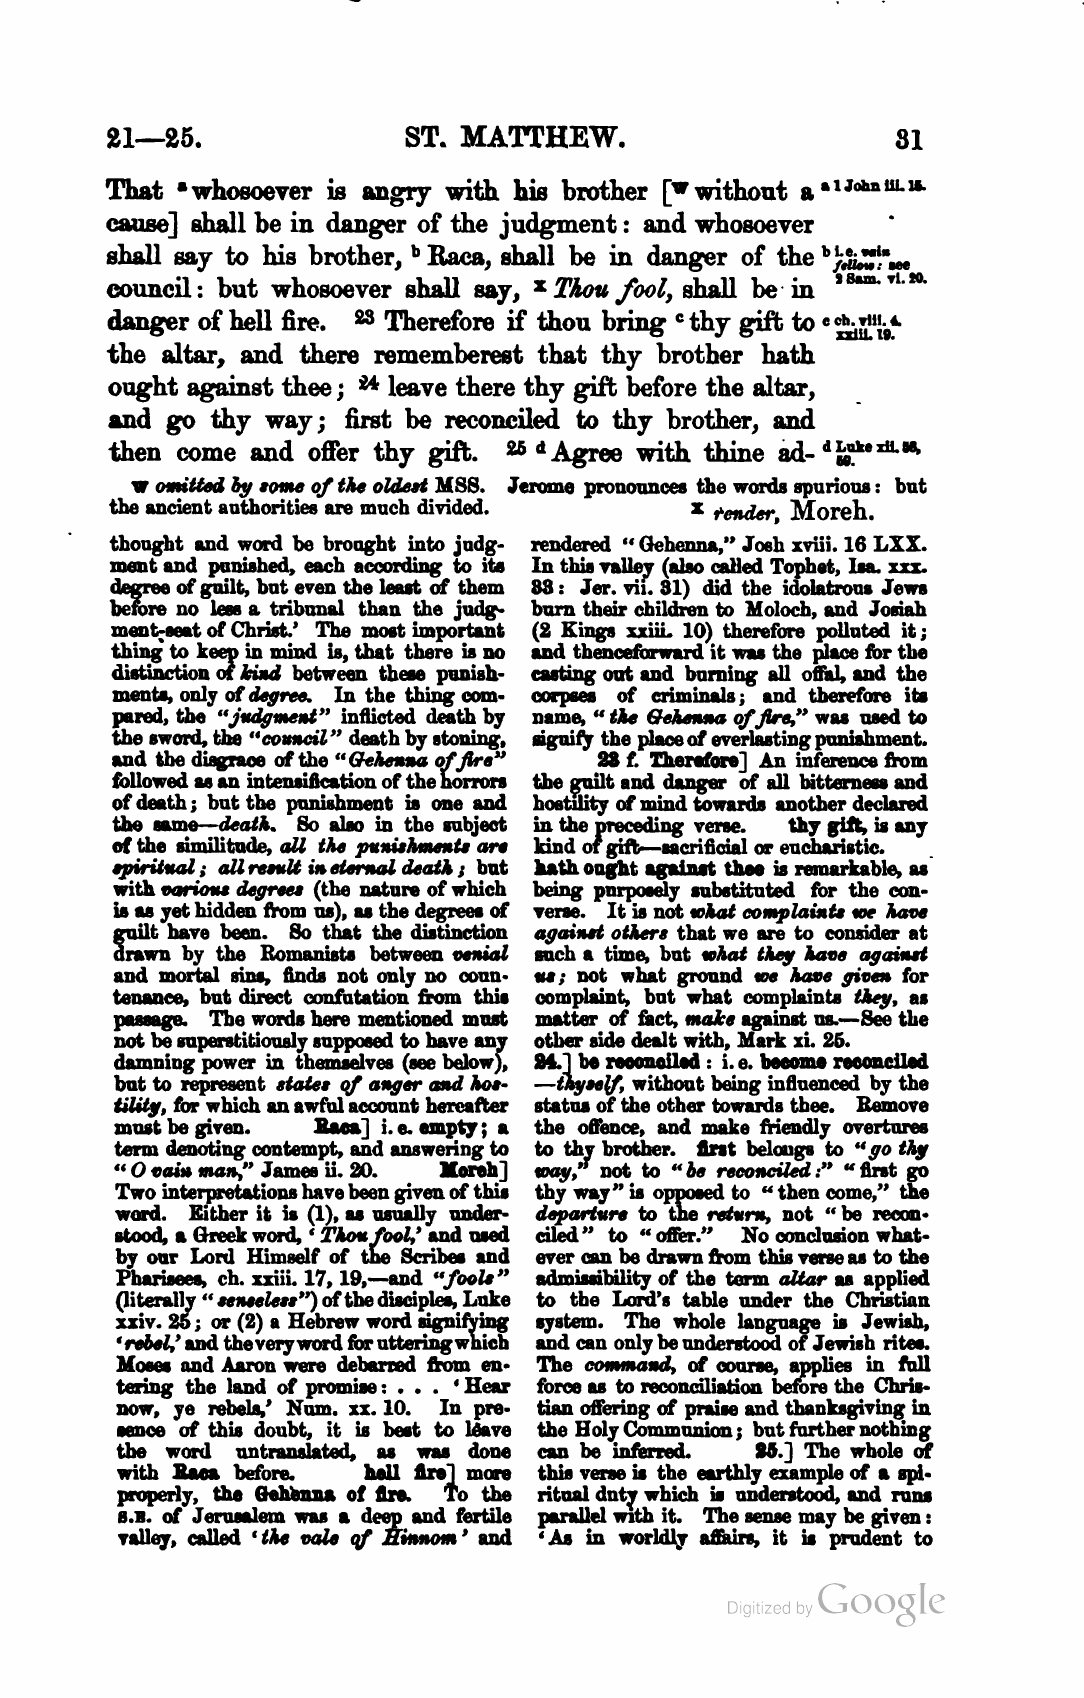 21—25. ST. MATTHEW. 31
That a whosoever is angry with his brother [w without a
cause] shall be in danger of the judgment: and whosoever
shall say to his brother, b Raca, shall be in danger of the
council: but whosoever shall say, x Thou fool, shall be in
danger of hell fire. 23 Therefore if thou bring c thy gift to
the altar, and there rememberest that thy brother hath
ought against thee; 24 leave there thy gift before the altar,
and go thy way; first be reconciled to thy brother, and
then come and offer thy gift. 25 d Agree with thine ad-
a 1 John iii. 15.
b i.e. vain
fellow: see
2 Sam. vi. 20.
c ch. viii. 4.
xxiii. 19.
d Luke xii. 58,
59.
w omitted by some of the oldest MSS. Jerome pronounces the words spurious: but
the ancient authorities are much divided. x render, Moreh.
thought and word be brought into judg-
ment and punished, each according to its
degree of guilt, but even the least of them
before no less a tribunal than the judg-
ment-seat of Christ.’ The most important
thing to keep in mind is, that there is no
distinction of kind between these punish-
ments, only of degree. In the thing com-
pared, the “judgment” inflicted death by
the sword, the “council” death by stoning,
and the disgrace of the “Gehenna of fire”
followed as an intensification of the horrors
of death; but the punishment is one and
the same—death. So also in the subject
of the similitude, all the punishments are
spiritual; all result in eternal death; but
with various degrees (the nature of which
is as yet hidden from us), as the degrees of
guilt have been. So that the distinction
drawn by the Romanists between venial
and mortal sins, finds not only no coun-
tenance, but direct confutation from this
passage. The words here mentioned must
not be superstitiously supposed to have any
damning power in themselves (see below),
but to represent states of anger and hos-
tility, for which an awful account hereafter
must be given. Raca] i. e. empty; a
term denoting contempt, and answering to
“O vain man,” James ii. 20. Moreh]
Two interpretations have been given of this
word. Either it is (1), as usually under-
stood, a Greek word, ‘Thou fool,’ and used
by our Lord Himself of the Scribes and
Pharisees, ch. xxiii. 17, 19,—and “fools”
(literally “senseless”) of the disciples, Luke
xxiv. 25; or (2) a Hebrew word signifying
‘rebel,’ and the very word for uttering which
Moses and Aaron were debarred from en-
tering the land of promise: . . . ‘Hear
now, ye rebels,’ Num. xx. 10. In pre-
sence of this doubt, it is best to leave
the word untranslated, as was done
with Raca before. hell fire] more
properly, the Gehenna of fire. To the
S.E. of Jerusalem was a deep and fertile
valley, called ‘the vale of Hinnom’ and
rendered “Gehenna,” Josh xviii. 16 LXX.
In this valley (also called Tophet, Isa. xxx.
33: Jer. vii. 31) did the idolatrous Jews
burn their children to Moloch, and Josiah
(2 Kings xxiii. 10) therefore polluted it;
and thenceforward it was the place for the
casting out and burning all offal, and the
corpses of criminals; and therefore its
name, “the Gehenna of fire,” was used to
signify the place of everlasting punishment.
23 f. Therefore] An inference from
the guilt and danger of all bitterness and
hostility of mind towards another declared
in the preceding verse. thy gift, is any
kind of gift—sacrificial or eucharistic.
hath ought against thee is remarkable, as
being purposely substituted for the con-
verse. It is not what complaints we have
against others that we are to consider at
such a time, but what they have against
us; not what ground we have given for
complaint, but what complaints they, as
matter of fact, make against us.—See the
other side dealt with, Mark xi. 25.
24.] be reconciled: i. e. become reconciled
—thyself, without being influenced by the
status of the other towards thee. Remove
the offence, and make friendly overtures
to thy brother. first belongs to “go thy
way,” not to “be reconciled:” “first go
thy way” is opposed to “then come,” the
departure to the return, not “be recon-
ciled” to “offer.” No conclusion what-
ever can be drawn from this verse as to the
admissibility of the term altar as applied
to the Lord’s table under the Christian
system. The whole language is Jewish,
and can only be understood of Jewish rites.
The command, of course, applies in full
force as to reconciliation before the Chris-
tian offering of praise and thanksgiving in
the Holy Communion; but further nothing
can be inferred. 25.] The whole of
this verse is the earthly example of a spi-
ritual duty which is understood, and runs
parallel with it. The sense may be given:
‘As in worldly affairs, it is prudent to
Digitized by Google